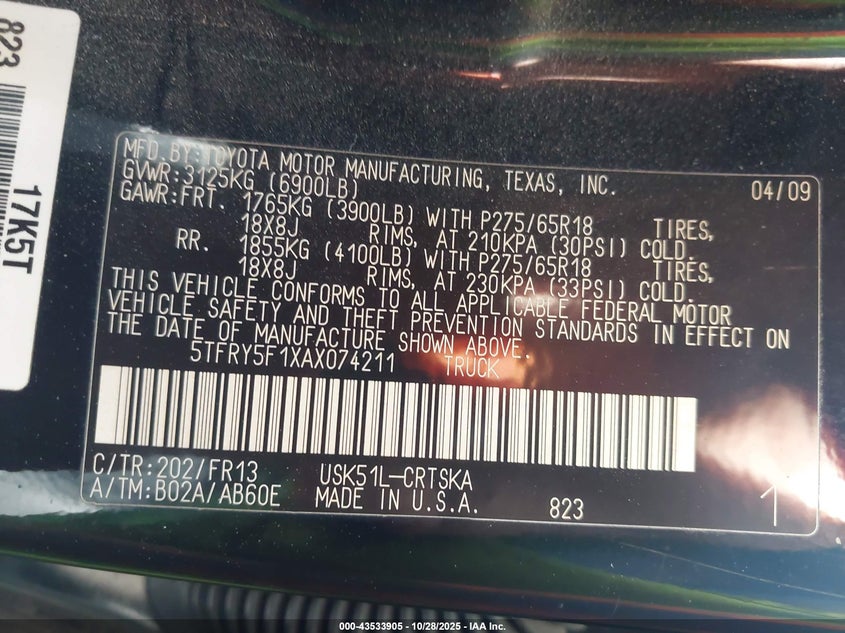 823
17K5T
MFD.BY:TOYOTA MOTOR MANUFACTURING, TEXAS, INC. 04/09
GVWR:3125KG (6900LB)
GAWR:FRT. 1765KG (3900LB) WITH P275/65R18 TIRES,
18X8J RIMS, AT 210KPA (30PSI) COLD.
RR. 1855KG (4100LB) WITH P275/65R18 TIRES,
18X8J RIMS, AT 230KPA (33PSI) COLD.
THIS VEHICLE CONFORMS TO ALL APPLICABLE FEDERAL MOTOR
VEHICLE SAFETY AND THEFT PREVENTION STANDARDS IN EFFECT ON
THE DATE OF MANUFACTURE SHOWN ABOVE.
5TFRY5F1XAX074211 TRUCK
C/TR:202/FR13 USK51L-CRTSKA
A/TM:B02A/AB60E MADE IN U.S.A. 823 1
000-43533905 - 10/28/2025 - IAA Inc.